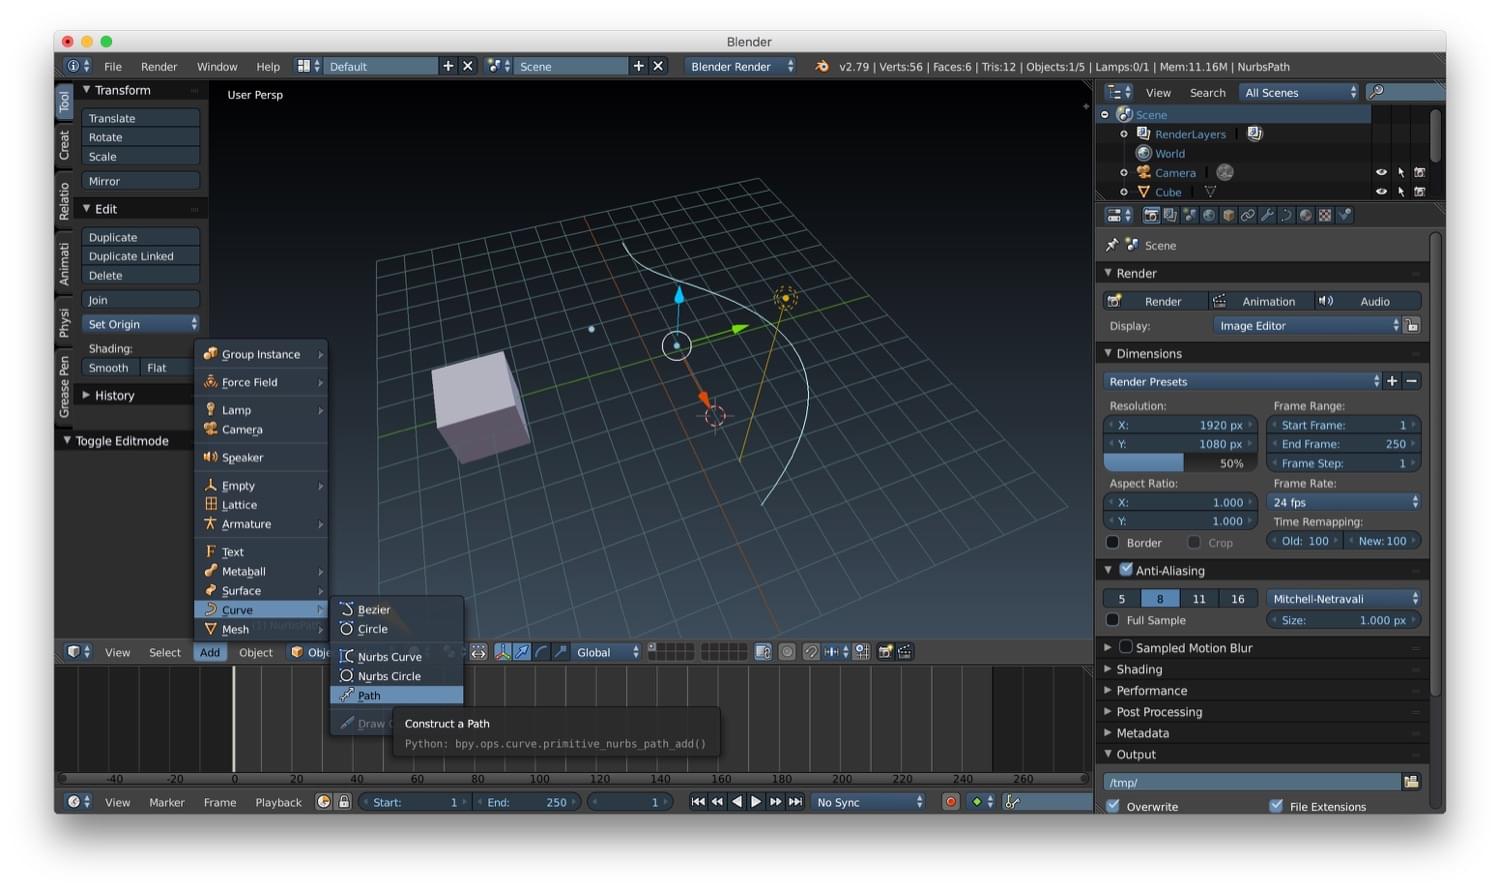 Blender
File Render Window Help Default Scene Blender Render v2.79 | Verts:56 | Faces:6 | Tris:12 | Objects:1/5 | Lamps:0/1 | Mem:11.16M | NurbsPath
Tool
Creat
Relatio
Animati
Physi
Grease Pen
Transform
Translate
Rotate
Scale
Mirror
Edit
Duplicate
Duplicate Linked
Delete
Join
Set Origin
Shading:
Smooth Flat
History
Toggle Editmode
User Persp
Group Instance
Force Field
Lamp
Camera
Speaker
Empty
Lattice
Armature
Text
Metaball
Surface
Curve
Mesh
(1) NurbsPath
Bezier
Circle
Nurbs Curve
Nurbs Circle
Path
Draw
Construct a Path
Python: bpy.ops.curve.primitive_nurbs_path_add()
View Select Add Object Obje Global
-40 -20 0 20 40 60 80 100 120 140 160 180 200 220 240 260
View Marker Frame Playback Start: 1 End: 250 1 No Sync
View Search All Scenes
Scene
RenderLayers
World
Camera
Cube
Scene
Render
Render Animation Audio
Display: Image Editor
Dimensions
Render Presets
Resolution: Frame Range:
X: 1920 px Start Frame: 1
Y: 1080 px End Frame: 250
50% Frame Step: 1
Aspect Ratio: Frame Rate:
X: 1.000 24 fps
Y: 1.000 Time Remapping:
Border Crop Old: 100 New: 100
Anti-Aliasing
5 8 11 16 Mitchell-Netravali
Full Sample Size: 1.000 px
Sampled Motion Blur
Shading
Performance
Post Processing
Metadata
Output
/tmp/
Overwrite File Extensions